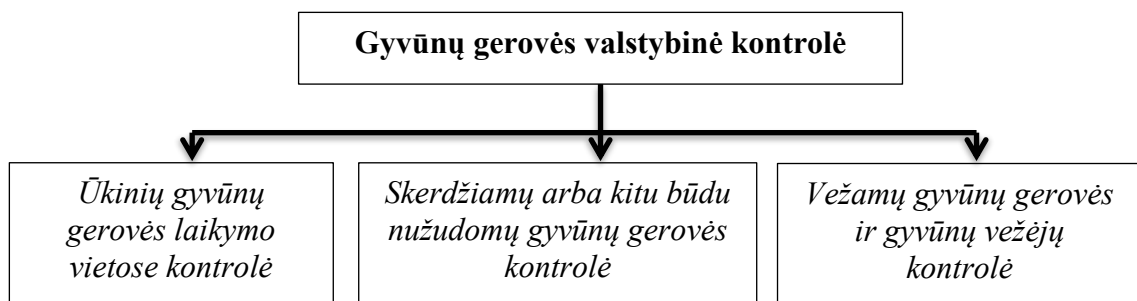 Gyvūnų gerovės valstybinė kontrolė
Ūkinių gyvūnų
gerovės laikymo
vietose kontrolė
Skerdžiamų arba kitu būdu
nužudomų gyvūnų gerovės
kontrolė
Vežamų gyvūnų gerovės
ir gyvūnų vežėjų
kontrolė